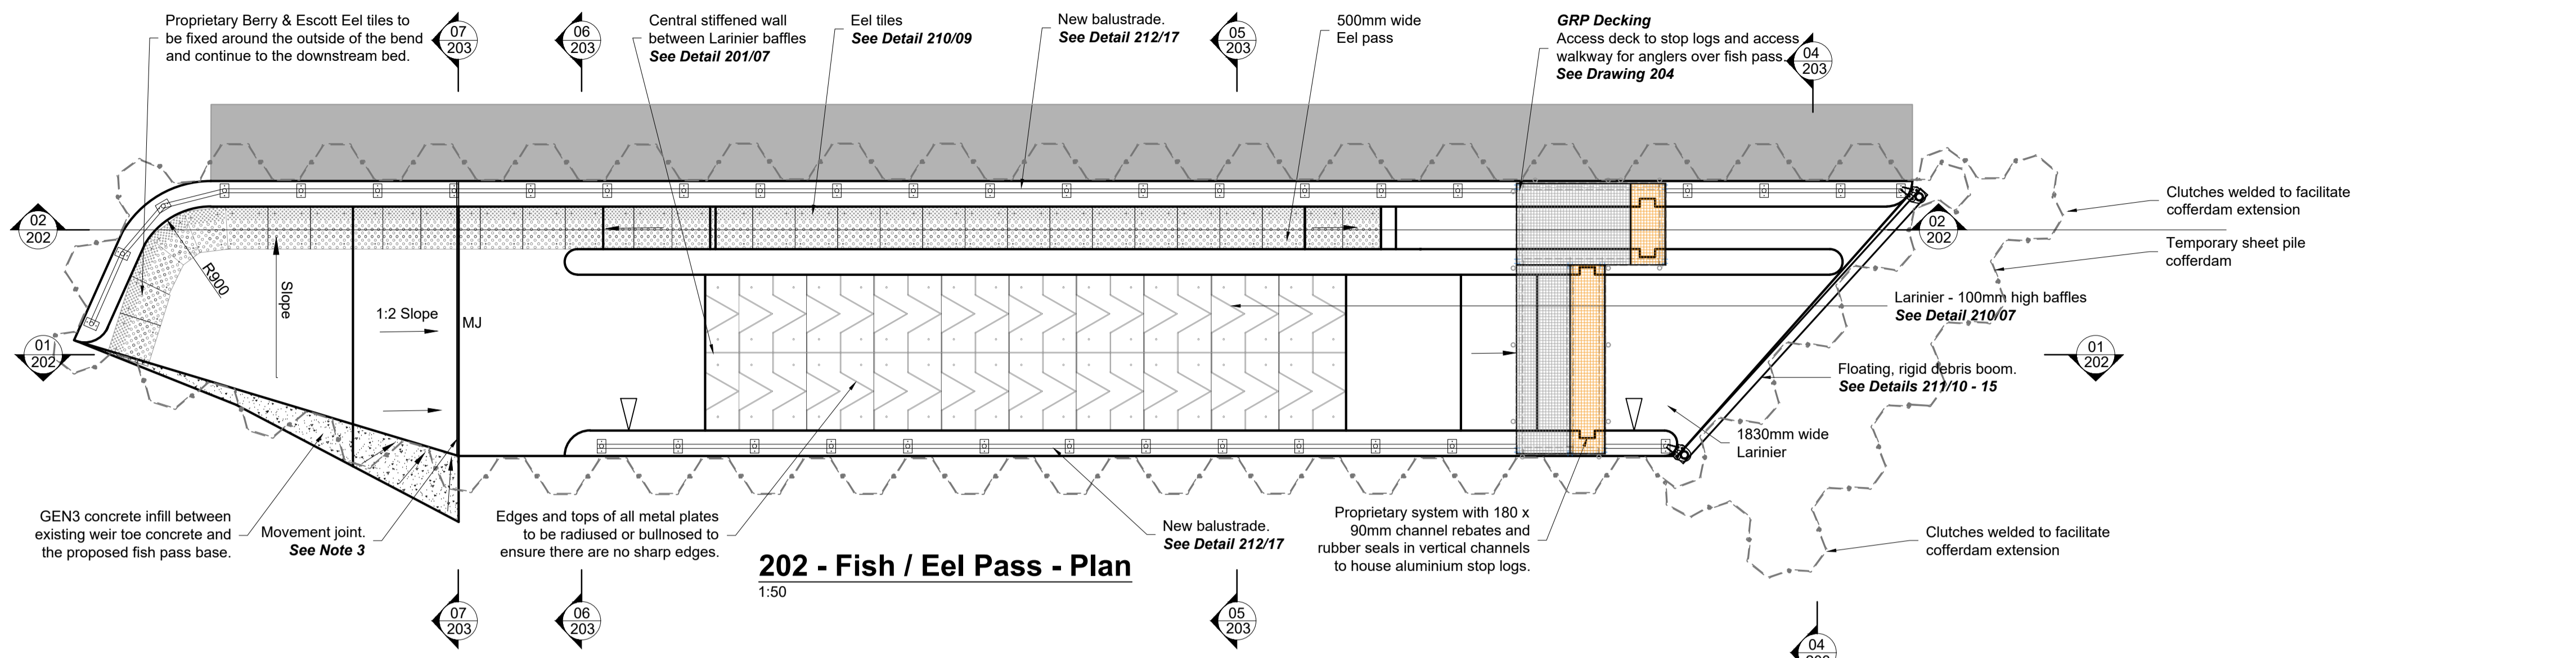 Proprietary Berry & Escott Eel tiles to
be fixed around the outside of the bend
and continue to the downstream bed.
07
203
06
203
Central stiffened wall
between Larinier baffles
See Detail 201/07
Eel tiles
See Detail 210/09
New balustrade.
See Detail 212/17
05
203
500mm wide
Eel pass
GRP Decking
Access deck to stop logs and access
walkway for anglers over fish pass.
See Drawing 204
04
203
02
202
02
202
Clutches welded to facilitate
cofferdam extension
Temporary sheet pile
cofferdam
R900
Slope
1:2 Slope
MJ
Larinier - 100mm high baffles
See Detail 210/07
01
202
01
202
Floating, rigid debris boom.
See Details 211/10 - 15
1830mm wide
Larinier
GEN3 concrete infill between
existing weir toe concrete and
the proposed fish pass base.
Movement joint.
See Note 3
Edges and tops of all metal plates
to be radiused or bullnosed to
ensure there are no sharp edges.
New balustrade.
See Detail 212/17
Proprietary system with 180 x
90mm channel rebates and
rubber seals in vertical channels
to house aluminium stop logs.
Clutches welded to facilitate
cofferdam extension
202 - Fish / Eel Pass - Plan
1:50
07
203
06
203
05
203
04